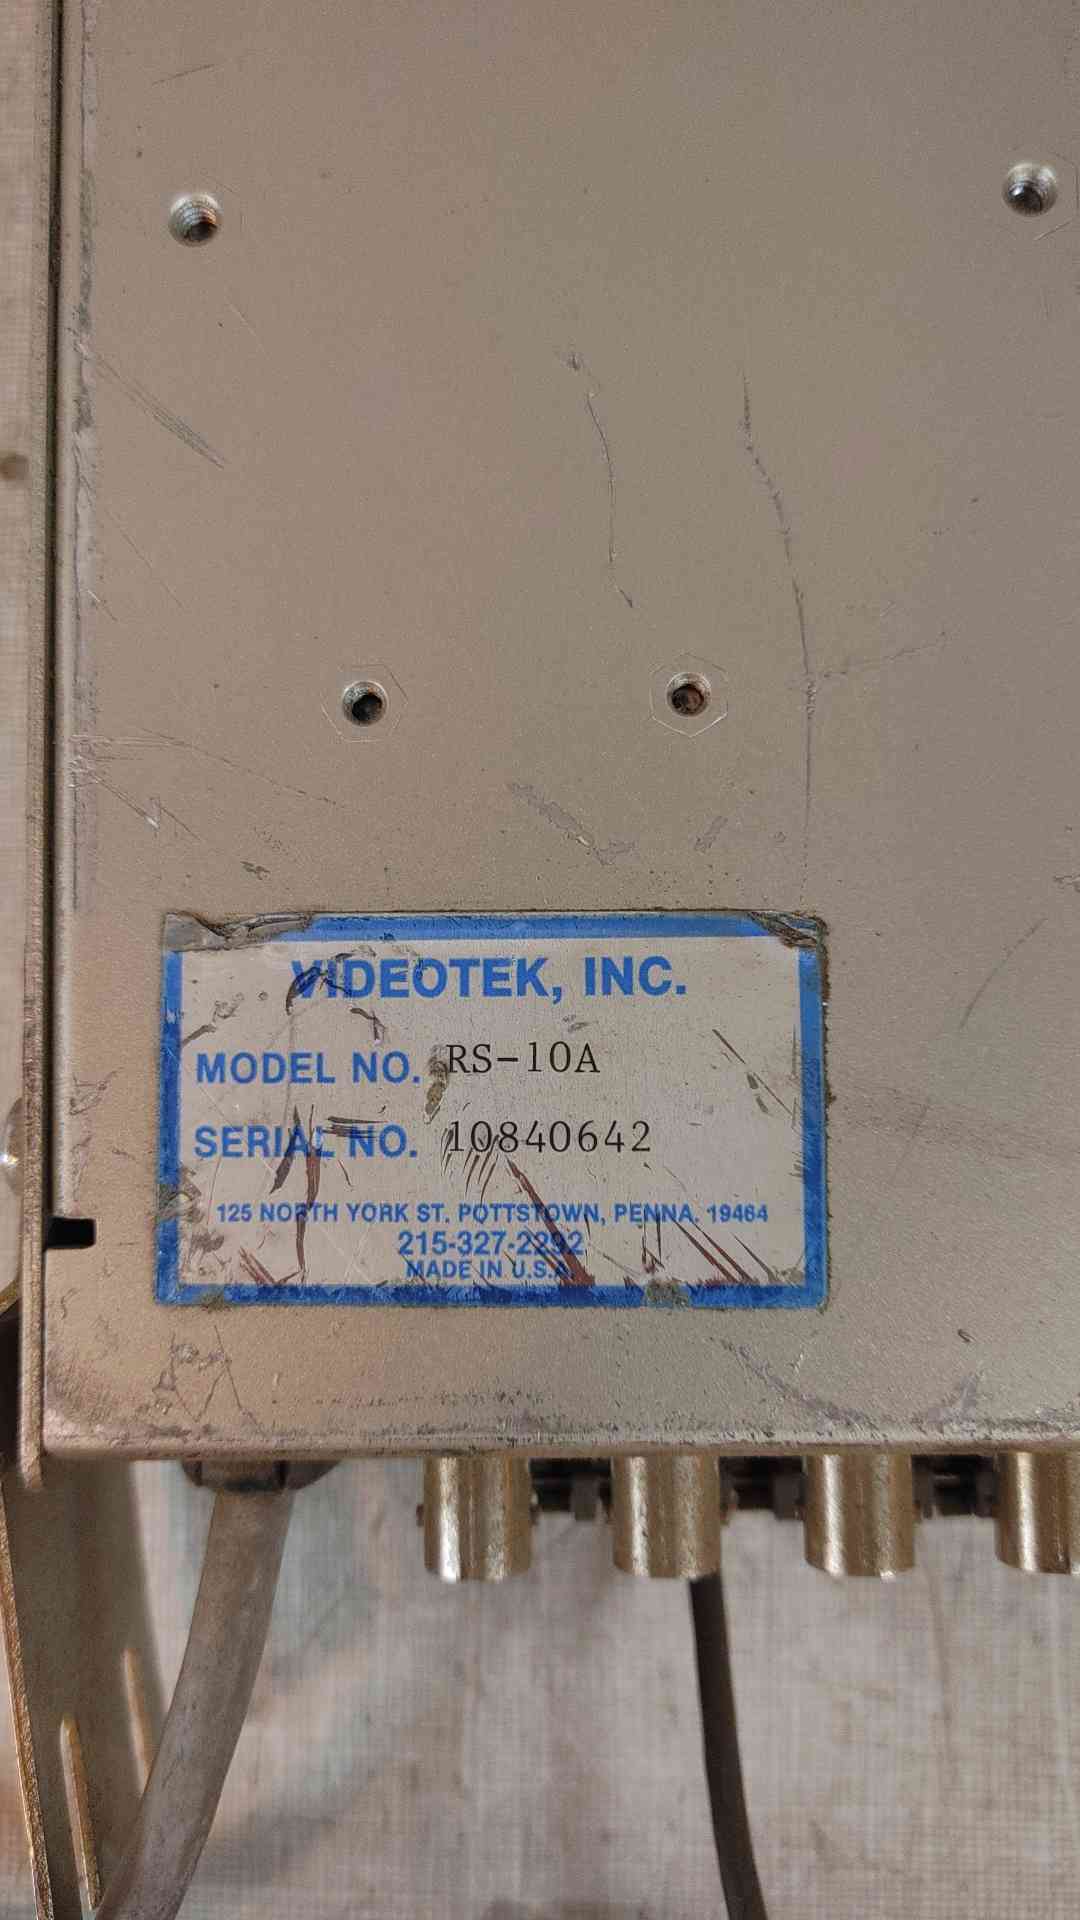 VIDEOTEK, INC.
MODEL NO. RS-10A
SERIAL NO. 10840642
125 NORTH YORK ST. POTTSTOWN, PENNA. 19464
215-327-2292
MADE IN U.S.A.